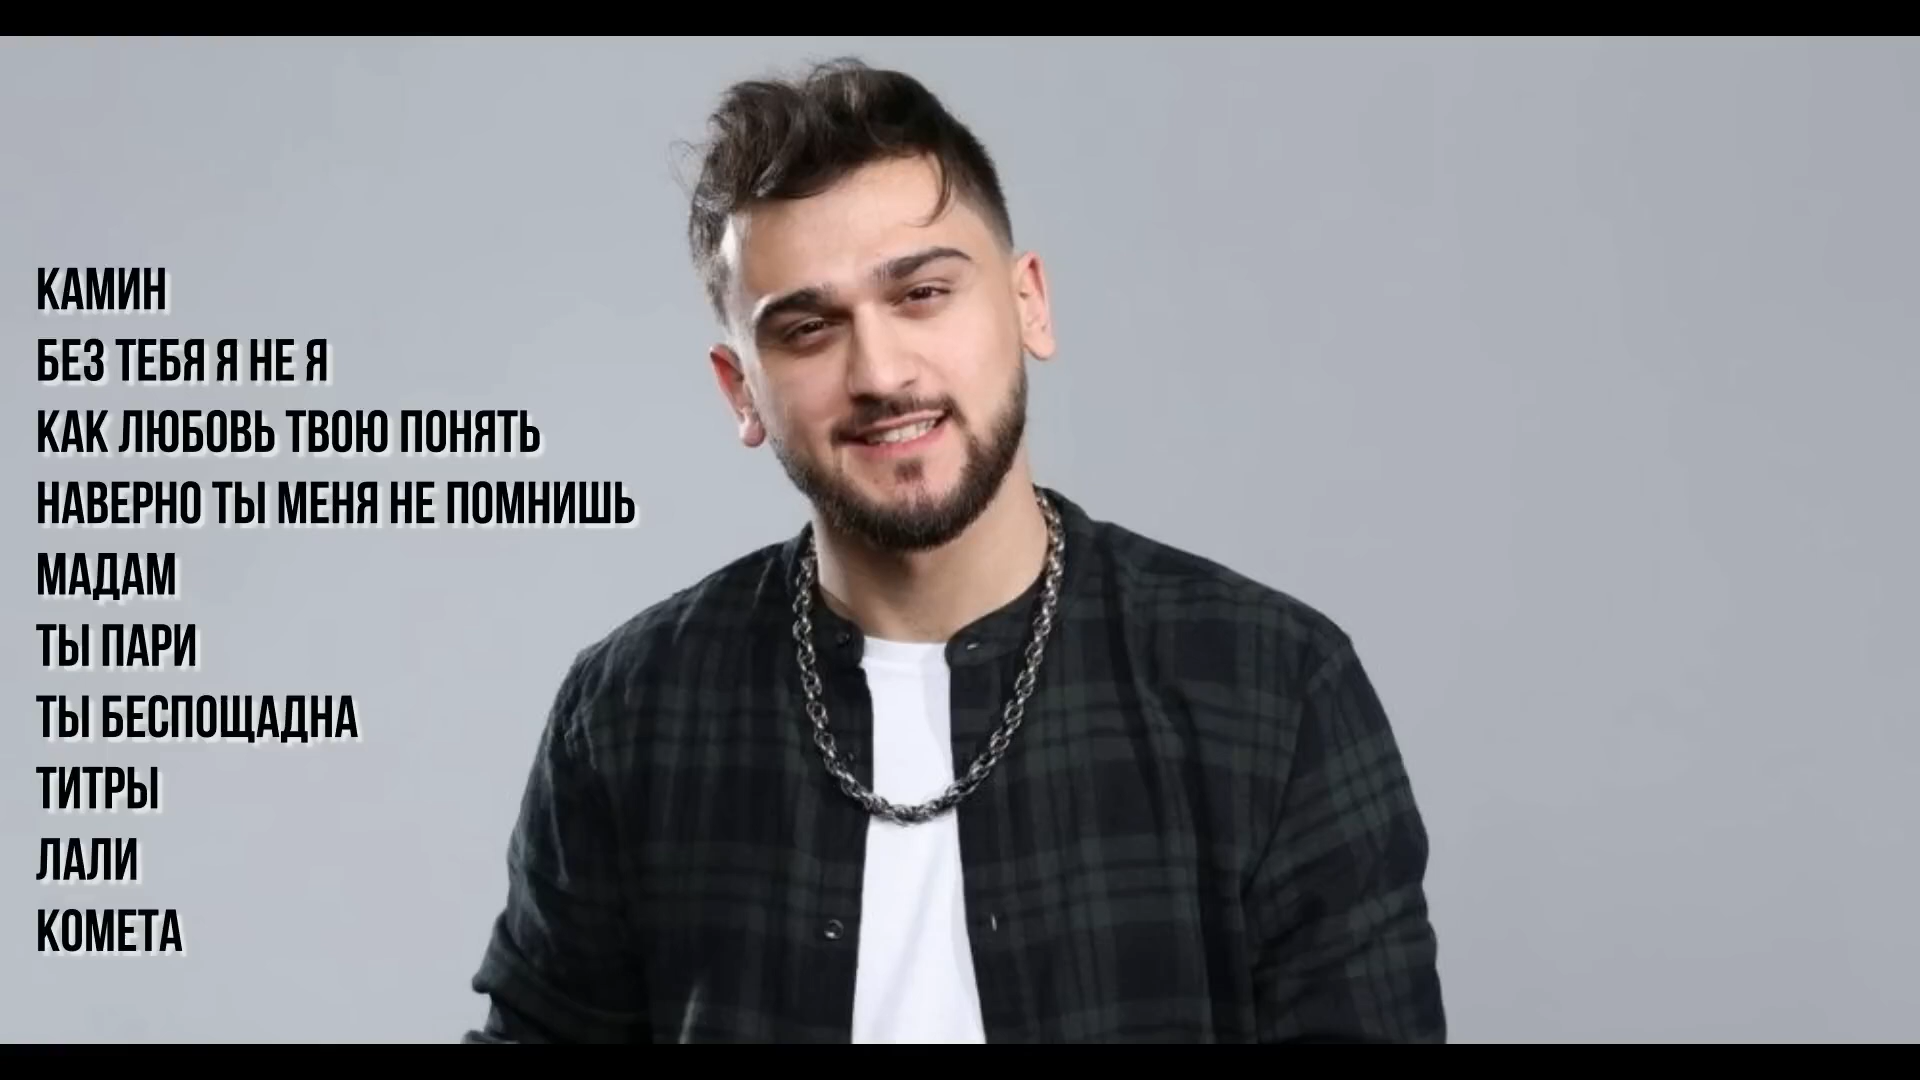 КАМИН
БЕЗ ТЕБЯ Я НЕ Я
КАК ЛЮБОВЬ ТВОЮ ПОНЯТЬ
НАВЕРНО ТЫ МЕНЯ НЕ ПОМНИШЬ
МАДАМ
ТЫ ПАРИ
ТЫ БЕСПОЩАДНА
ТИТРЫ
ЛАЛИ
КОМЕТА